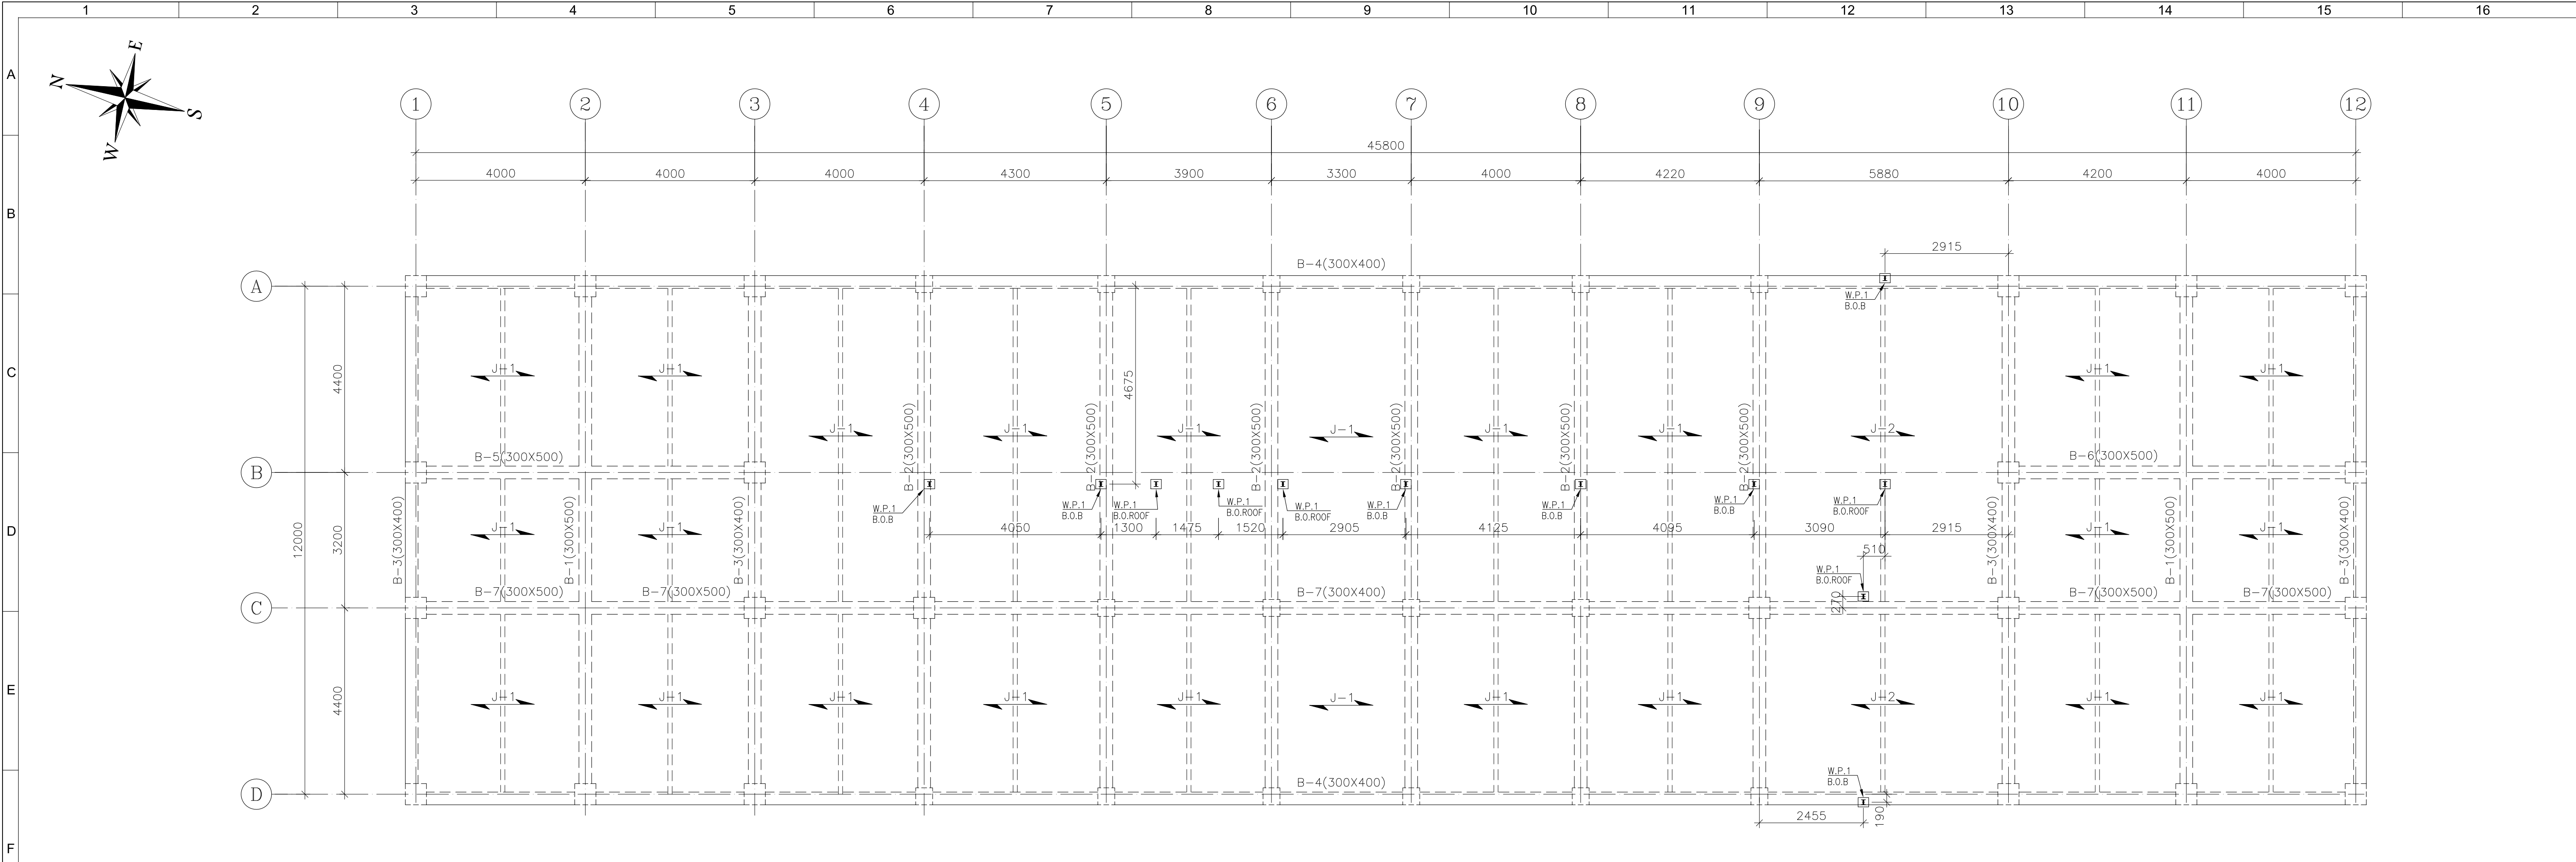 1 2 3 4 5 6 7 8 9 10 11 12 13 14 15 16
A
B
C
D
E
F
N E S W
1 2 3 4 5 6 7 8 9 10 11 12
45800
4000 4000 4000 4300 3900 3300 4000 4220 5880 4200 4000
2915
B-4(300X400)
A
W.P.1
B.O.B
4400
4675
J-1 J-1 J-1 J-1
B-2(300X500) B-2(300X500) B-2(300X500) B-2(300X500) B-2(300X500) B-2(300X500)
J-1 J-1 J-1 J-1 J-1 J-1 J-2
B-5(300X500) B-6(300X500)
B
W.P.1
B.O.B
W.P.1
B.O.B
W.P.1
B.O.ROOF
W.P.1
B.O.ROOF
W.P.1
B.O.ROOF
W.P.1
B.O.B
W.P.1
B.O.B
W.P.1
B.O.B
W.P.1
B.O.ROOF
4050 1300 1475 1520 2905 4125 4095 3090 2915
12000
3200
B-3(300X400) B-1(300X500) B-3(300X400) B-3(300X400) B-1(300X500) B-3(300X400)
J-1 J-1 J-1 J-1
510
W.P.1
B.O.ROOF
270
B-7(300X500) B-7(300X500) B-7(300X400) B-7(300X500) B-7(300X500)
C
4400
J-1 J-1 J-1 J-1 J-1 J-1 J-1 J-1 J-2 J-1 J-1
W.P.1
B.O.B
B-4(300X400)
D
2455
190